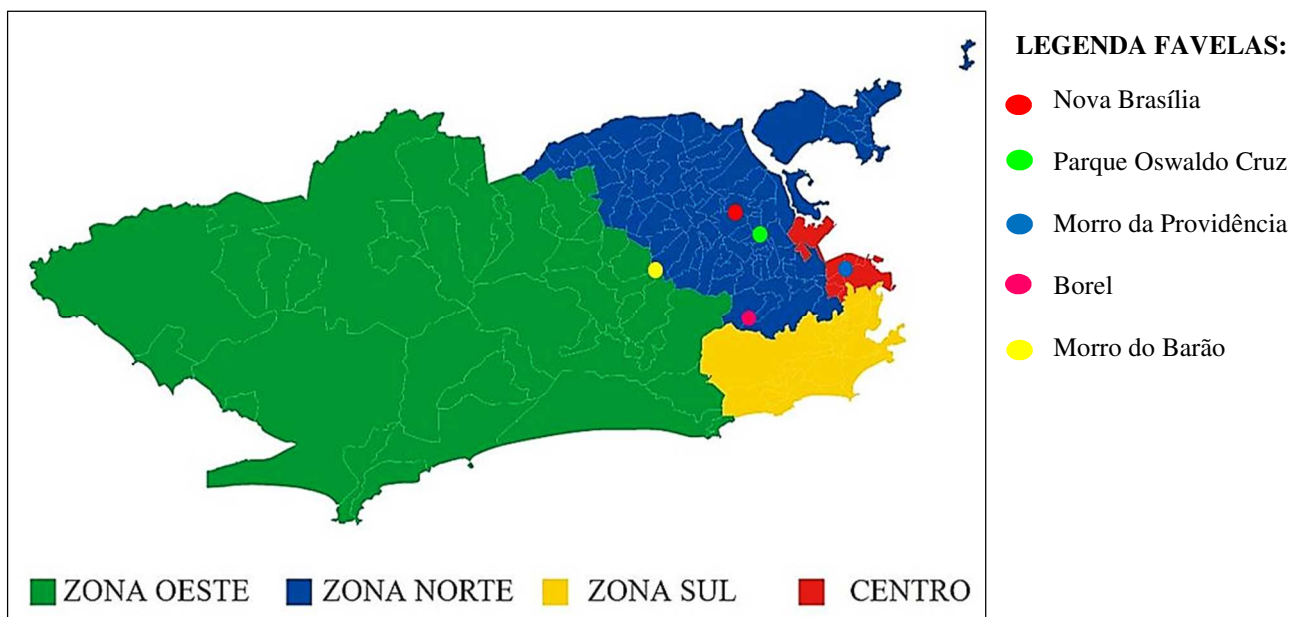 LEGENDA FAVELAS:
Nova Brasília
Parque Oswaldo Cruz
Morro da Providência
Borel
Morro do Barão
ZONA OESTE ZONA NORTE ZONA SUL CENTRO